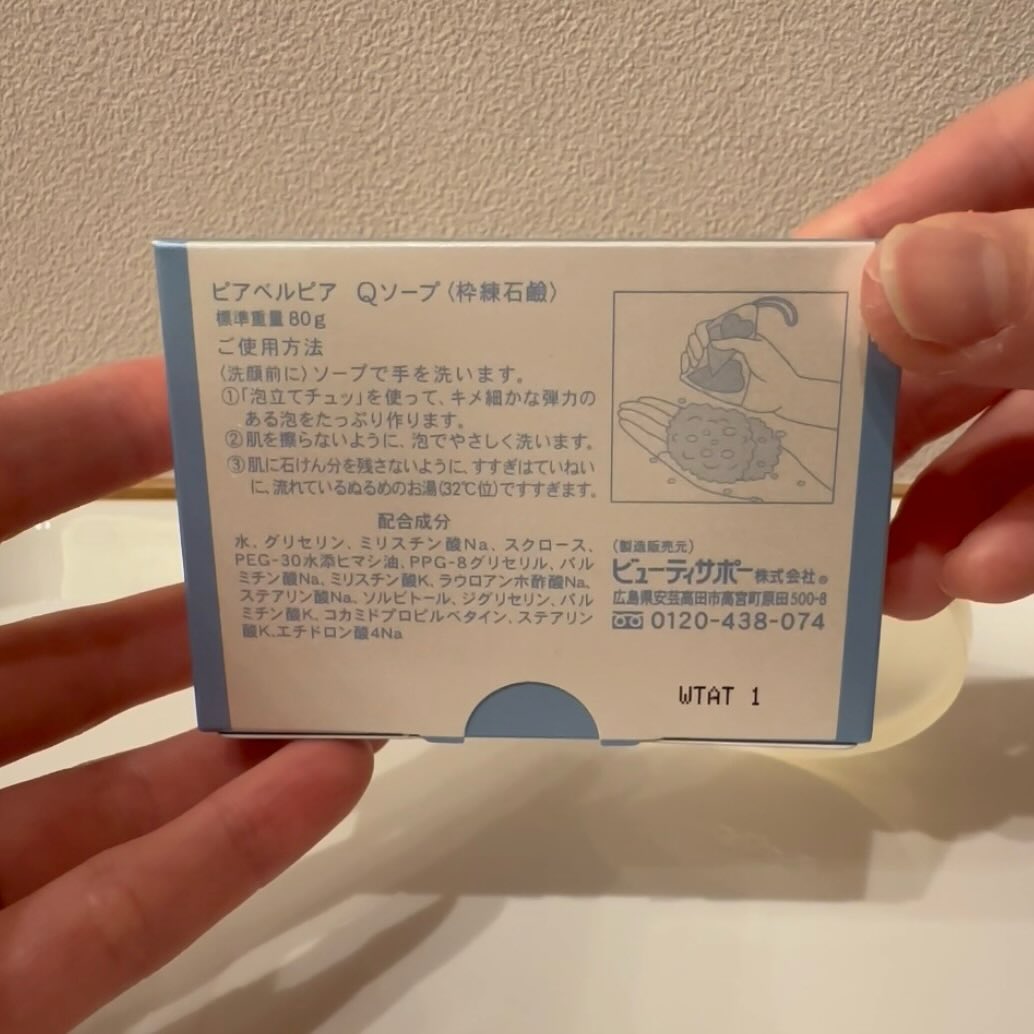 ピアベルピア Qソープ〈枠練石鹼〉
標準重量80g
ご使用方法
〈洗顔前に〉ソープで手を洗います。
①「泡立てチュッ」を使って、キメ細かな弾力の
ある泡をたっぷり作ります。
②肌を擦らないように、泡でやさしく洗います。
③肌に石けん分を残さないように、すすぎはていねい
に、流れているぬるめのお湯(32℃位)ですすぎます。
配合成分
水、グリセリン、ミリスチン酸Na、スクロース、
PEG-30水添ヒマシ油、PPG-8グリセリル、パル
ミチン酸Na、ミリスチン酸K、ラウロアンホ酢酸Na、
ステアリン酸Na、ソルビトール、ジグリセリン、パル
ミチン酸K、コカミドプロピルベタイン、ステアリン
酸K、エチドロン酸4Na
(製造販売元)
ビューティサポー株式会社®
広島県安芸高田市高宮町原田500-8
0120-438-074
WTAT 1